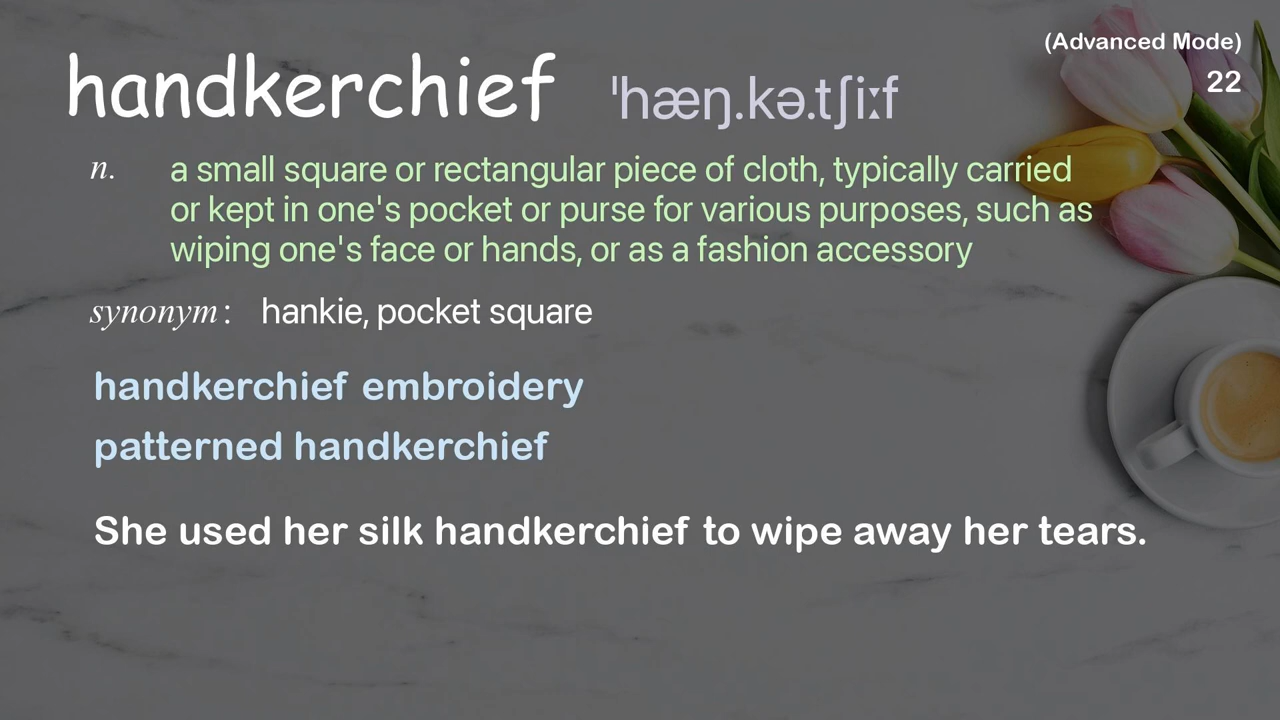 (Advanced Mode)
22
handkerchief ˈhæŋ.kə.tʃiːf
n. a small square or rectangular piece of cloth, typically carried
or kept in one's pocket or purse for various purposes, such as
wiping one's face or hands, or as a fashion accessory
synonym: hankie, pocket square
handkerchief embroidery
patterned handkerchief
She used her silk handkerchief to wipe away her tears.